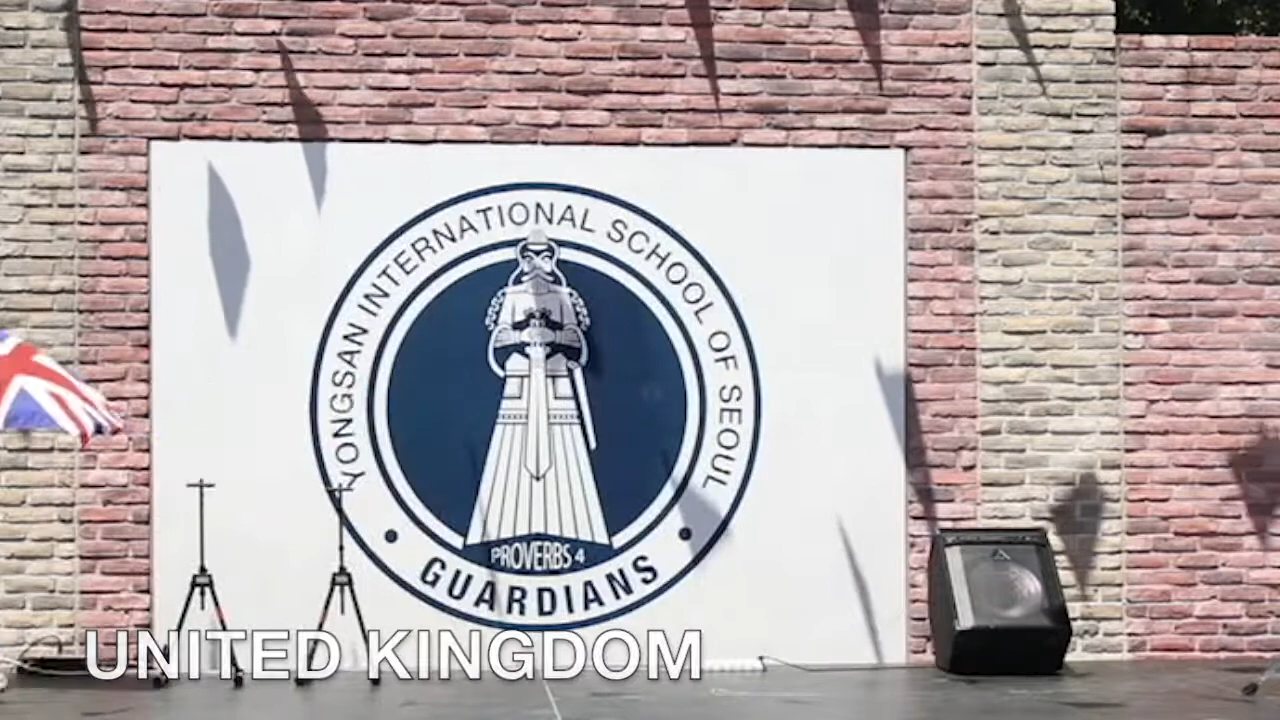 YONGSAN INTERNATIONAL SCHOOL OF SEOUL
PROVERBS 4
GUARDIANS
UNITED KINGDOM